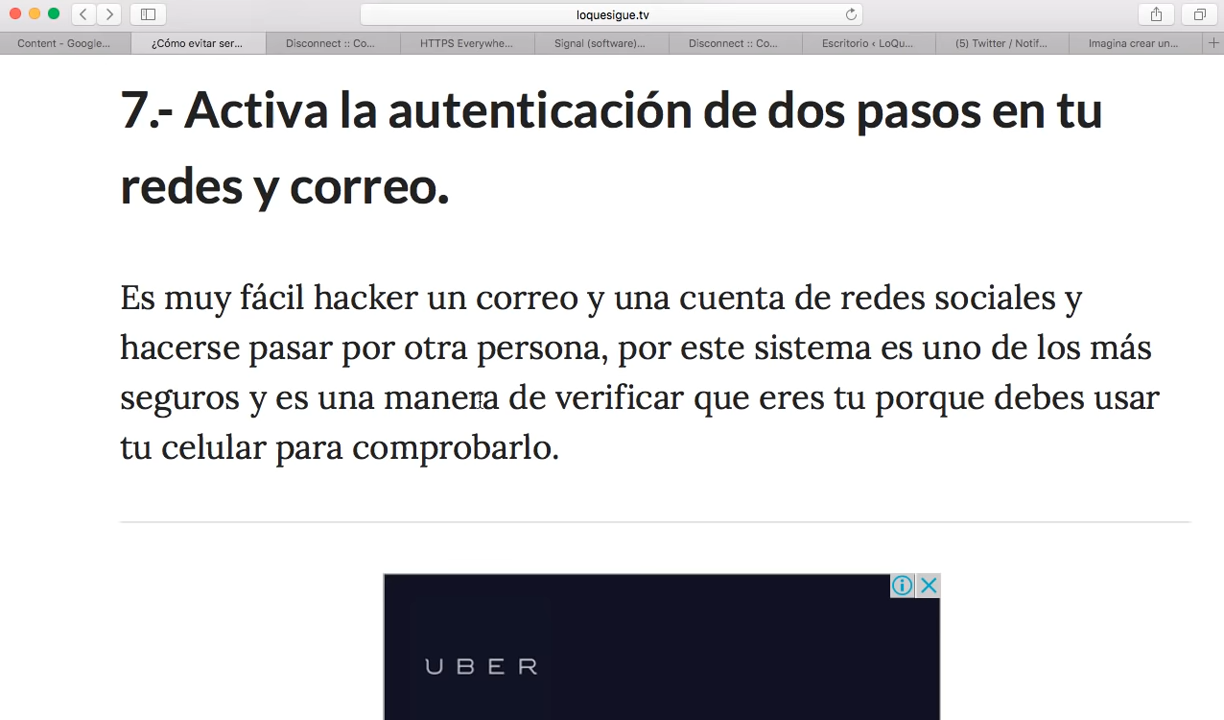 loquesigue.tv
Content - Google...
¿Cómo evitar ser...
Disconnect :: Co...
HTTPS Everywhe...
Signal (software)...
Disconnect :: Co...
Escritorio ‹ LoQu...
(5) Twitter / Notif...
Imagina crear un...
7.- Activa la autenticación de dos pasos en tu
redes y correo.
Es muy fácil hacker un correo y una cuenta de redes sociales y
hacerse pasar por otra persona, por este sistema es uno de los más
seguros y es una manera de verificar que eres tu porque debes usar
tu celular para comprobarlo.
UBER